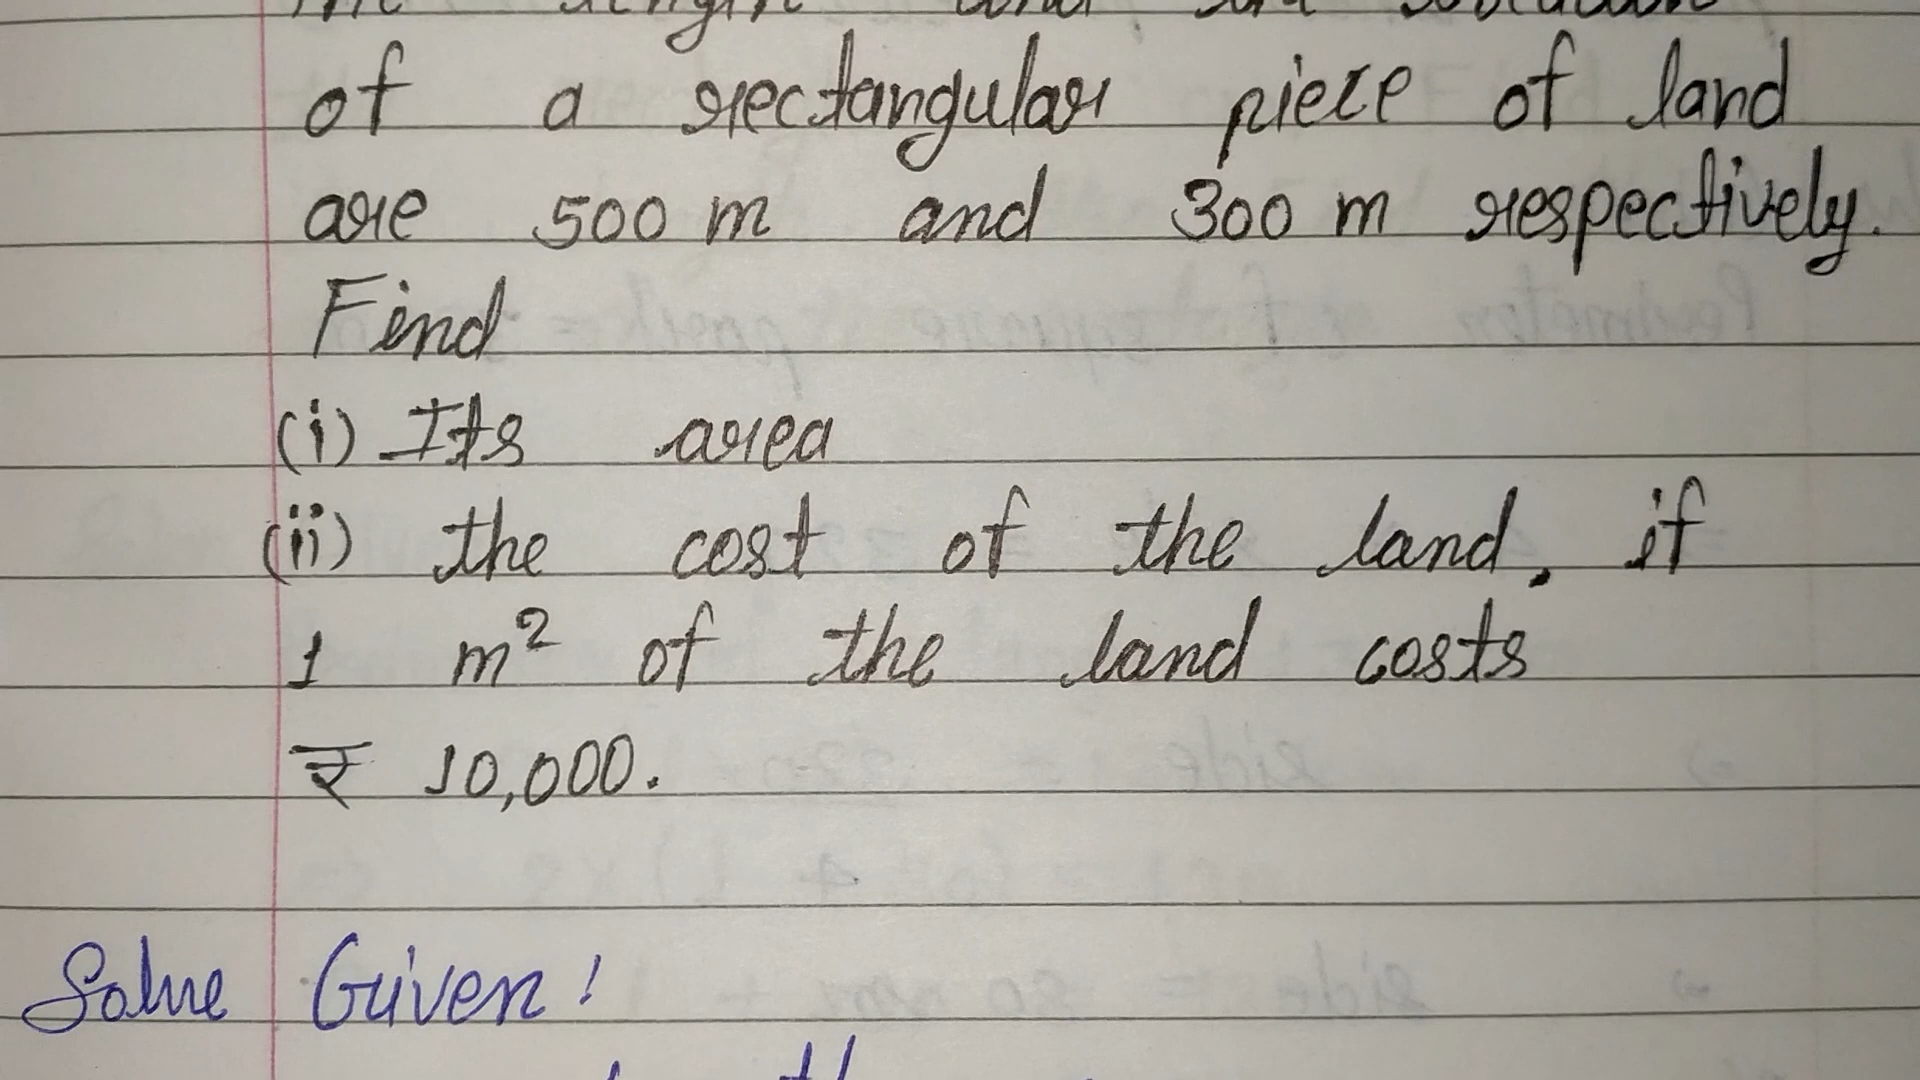 of a rectangular piece of land
are 500 m and 300 m respectively.
Find
(i) Its area
(ii) the cost of the land, if
1 m² of the land costs
₹ 10,000.
Solve Given: